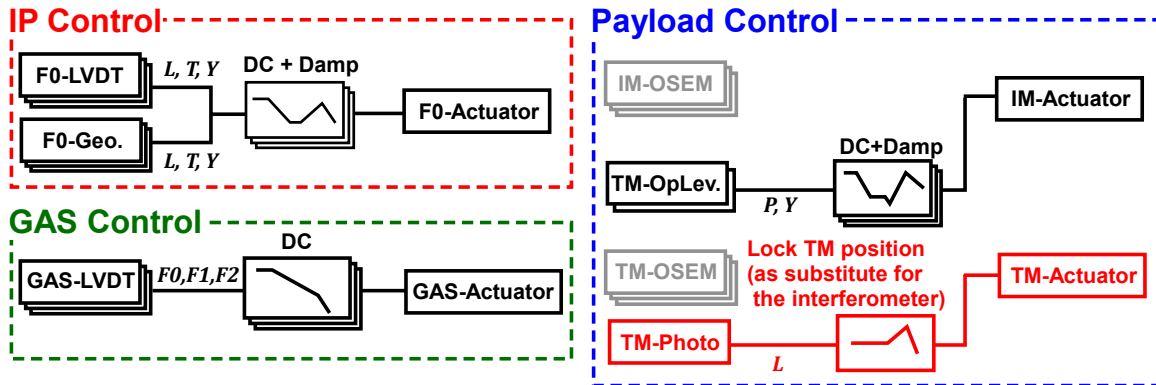 IP Control
F0-LVDT
L, T, Y
DC + Damp
F0-Actuator
F0-Geo.
L, T, Y
GAS Control
GAS-LVDT
F0,F1,F2
DC
GAS-Actuator
Payload Control
IM-OSEM
IM-Actuator
TM-OpLev.
P, Y
DC+Damp
TM-OSEM
Lock TM position
(as substitute for
the interferometer)
TM-Actuator
TM-Photo
L